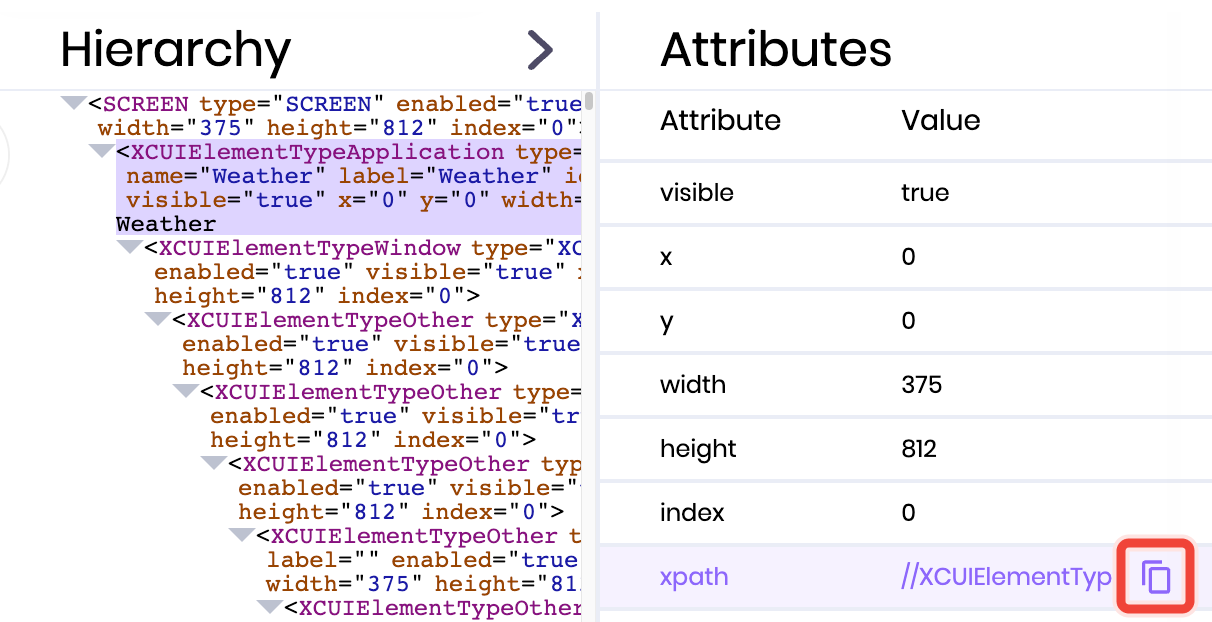 Hierarchy
<SCREEN type="SCREEN" enabled="true
width="375" height="812" index="0"
<XCUIElementTypeApplication type=
name="Weather" label="Weather"
visible="true" x="0" y="0" width=
Weather
<XCUIElementTypeWindow type="XC
enabled="true" visible="true"
height="812" index="0">
<XCUIElementTypeOther type="X
enabled="true" visible="true
height="812" index="0">
<XCUIElementTypeOther type=
enabled="true" visible="tr
height="812" index="0">
<XCUIElementTypeOther typ
enabled="true" visible="
height="812" index="0">
<XCUIElementTypeOther t
label="" enabled="true
width="375" height="81
<XCUIElementTypeOther
Attributes
Attribute Value
visible true
x 0
y 0
width 375
height 812
index 0
xpath //XCUIElementTyp